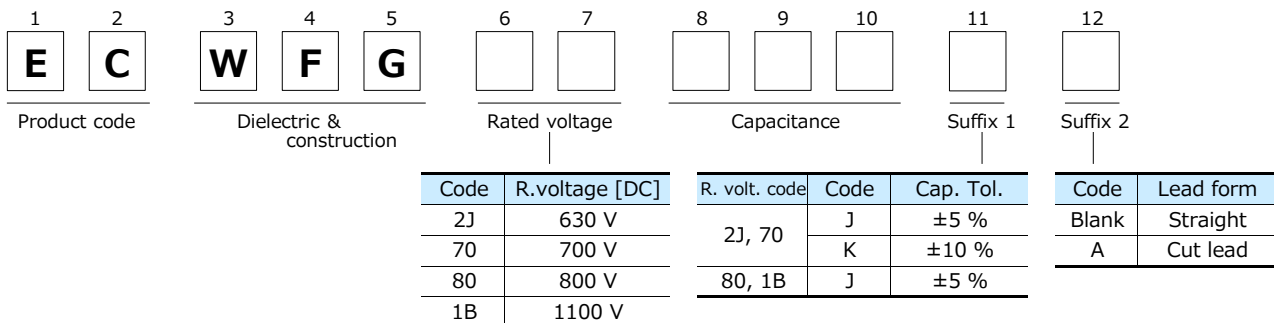 1 2 3 4 5 6 7 8 9 10 11 12
E C W F G
Product code Dielectric & construction Rated voltage Capacitance Suffix 1 Suffix 2
Code R.voltage [DC]
2J 630 V
70 700 V
80 800 V
1B 1100 V
R. volt. code Code Cap. Tol.
2J, 70 J ±5 %
K ±10 %
80, 1B J ±5 %
Code Lead form
Blank Straight
A Cut lead